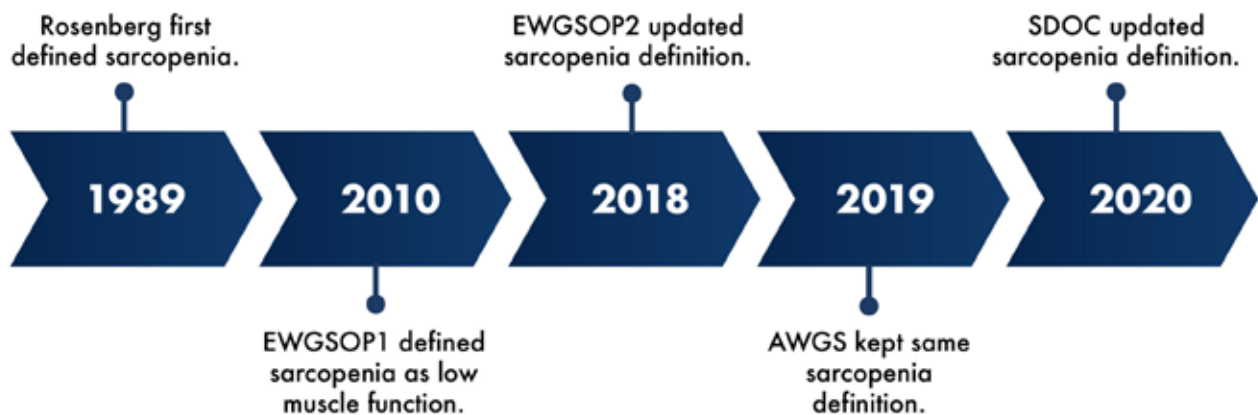 Rosenberg first
defined sarcopenia.
EWGSOP2 updated
sarcopenia definition.
SDOC updated
sarcopenia definition.
1989
2010
2018
2019
2020
EWGSOP1 defined
sarcopenia as low
muscle function.
AWGS kept same
sarcopenia
definition.